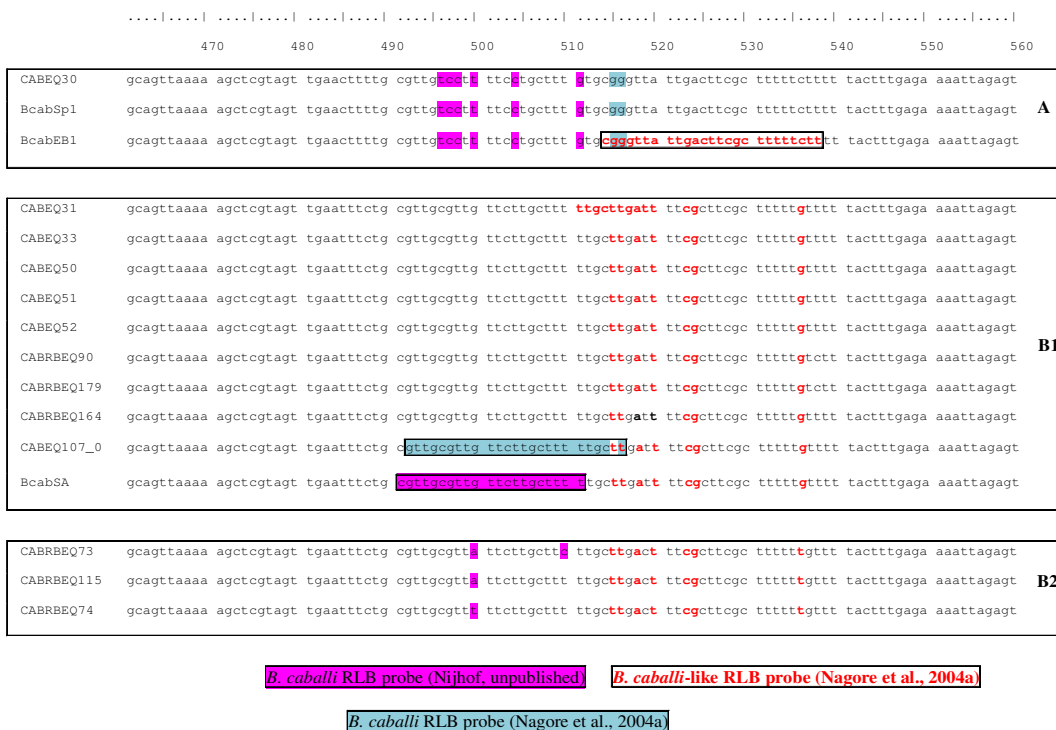 ....|....| ....|....| ....|....| ....|....| ....|....| ....|....| ....|....| ....|....| ....|....| ....|....|
470 480 490 500 510 520 530 540 550 560
CABEQ30 gcagttaaaa agctcgtagt tgaacttttg cgttgtcctt tttcctgcttt gtgcgggtta ttgacttcgc tttttctttt tactttgaga aaattagagt
BcabSp1 gcagttaaaa agctcgtagt tgaacttttg cgttgtcctt tttcctgcttt gtgcgggtta ttgacttcgc tttttctttt tactttgaga aaattagagt
A
BcabEB1 gcagttaaaa agctcgtagt tgaacttttg cgttgtcctt tttcctgcttt gtgcgggtta ttgacttcgc tttttctttt tactttgaga aaattagagt
CABEQ31 gcagttaaaa agctcgtagt tgaatttctg cgttgcgttg ttcttgcttt ttgcttgatt ttcgcttcgc tttttgtttt tactttgaga aaattagagt
CABEQ33 gcagttaaaa agctcgtagt tgaatttctg cgttgcgttg ttcttgcttt ttgcttgatt ttcgcttcgc tttttgtttt tactttgaga aaattagagt
CABEQ50 gcagttaaaa agctcgtagt tgaatttctg cgttgcgttg ttcttgcttt ttgcttgatt ttcgcttcgc tttttgtttt tactttgaga aaattagagt
CABEQ51 gcagttaaaa agctcgtagt tgaatttctg cgttgcgttg ttcttgcttt ttgcttgatt ttcgcttcgc tttttgtttt tactttgaga aaattagagt
CABEQ52 gcagttaaaa agctcgtagt tgaatttctg cgttgcgttg ttcttgcttt ttgcttgatt ttcgcttcgc tttttgtttt tactttgaga aaattagagt
B1
CABRBEQ90 gcagttaaaa agctcgtagt tgaatttctg cgttgcgttg ttcttgcttt ttgcttgatt ttcgcttcgc tttttgtctt tactttgaga aaattagagt
CABRBEQ179 gcagttaaaa agctcgtagt tgaatttctg cgttgcgttg ttcttgcttt ttgcttgatt ttcgcttcgc tttttgtctt tactttgaga aaattagagt
CABRBEQ164 gcagttaaaa agctcgtagt tgaatttctg cgttgcgttg ttcttgcttt ttgcttgatt ttcgcttcgc tttttgtttt tactttgaga aaattagagt
CABEQ107_0 gcagttaaaa agctcgtagt tgaatttctg cgttgcgttg ttcttgcttt ttgcttgatt ttcgcttcgc tttttgtttt tactttgaga aaattagagt
BcabSA gcagttaaaa agctcgtagt tgaatttctg cgttgcgttg ttcttgcttt ttgcttgatt ttcgcttcgc tttttgtttt tactttgaga aaattagagt
CABRBEQ73 gcagttaaaa agctcgtagt tgaatttctg cgttgcgtta ttcttgcttc ttgcttgact ttcgcttcgc tttttttgttt tactttgaga aaattagagt
CABRBEQ115 gcagttaaaa agctcgtagt tgaatttctg cgttgcgtta ttcttgcttt ttgcttgact ttcgcttcgc tttttttgttt tactttgaga aaattagagt
B2
CABRBEQ74 gcagttaaaa agctcgtagt tgaatttctg cgttgcgttt ttcttgcttt ttgcttgact ttcgcttcgc tttttttgttt tactttgaga aaattagagt
B. caballi RLB probe (Nijhof, unpublished) B. caballi-like RLB probe (Nagore et al., 2004a)
B. caballi RLB probe (Nagore et al., 2004a)